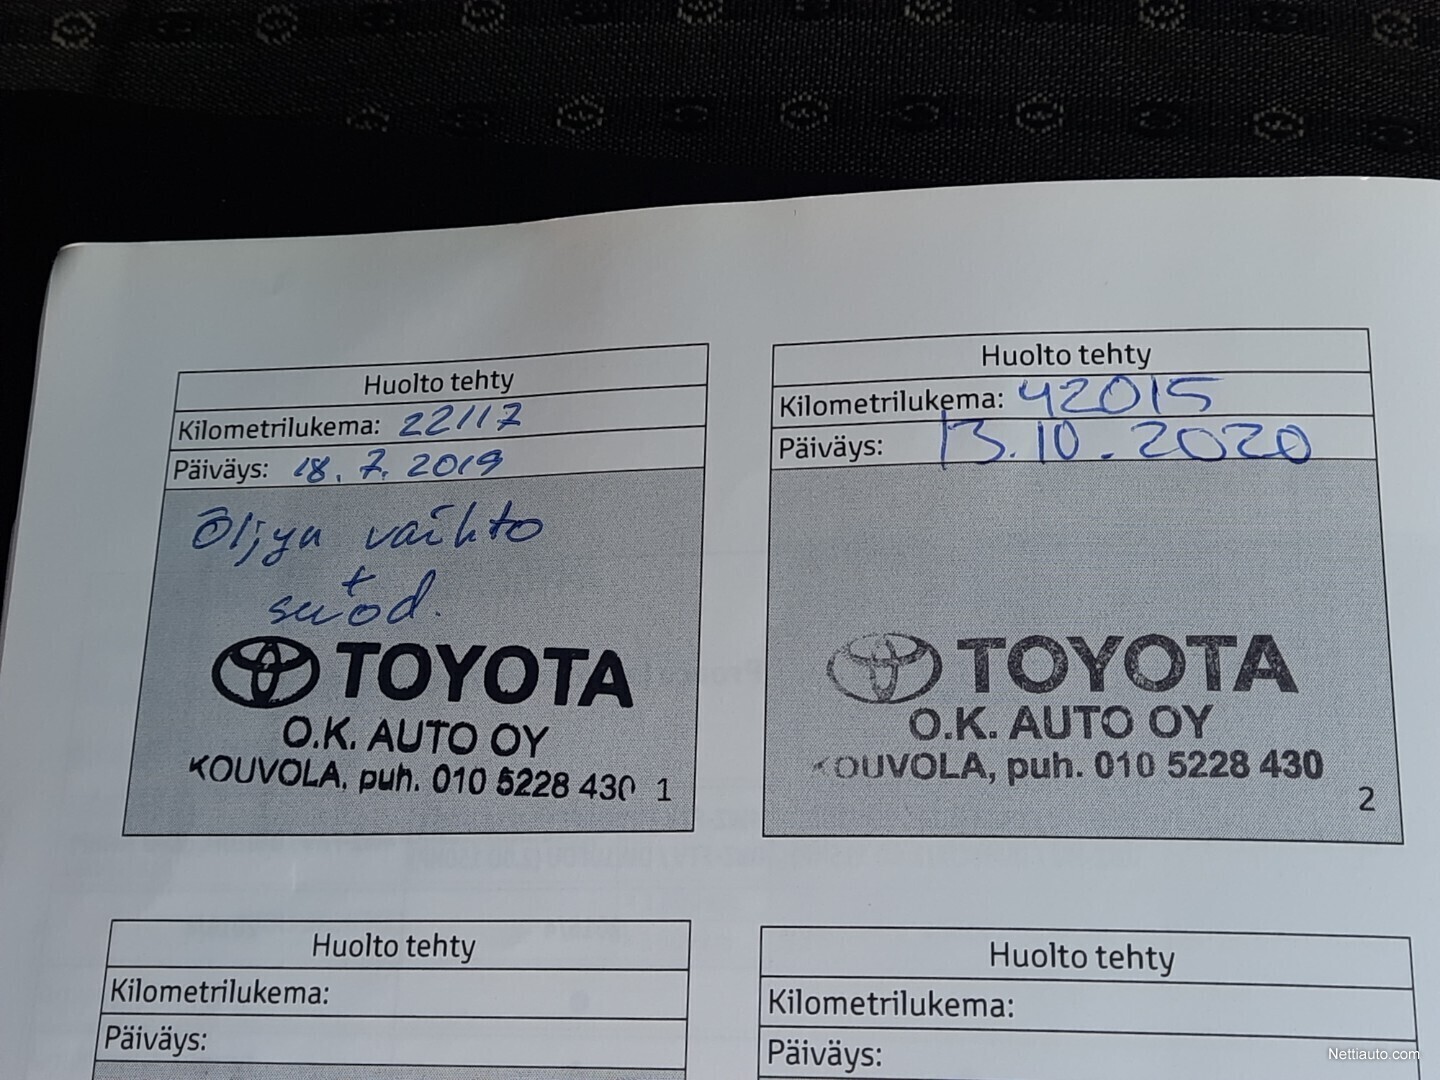 Huolto tehty
Kilometrilukema: 22117
Päiväys: 18.7.2019
Öljyn vaihto
+
suod.
TOYOTA
O.K. AUTO OY
KOUVOLA, puh. 010 5228 430
1
Huolto tehty
Kilometrilukema: 42015
Päiväys: 13.10.2020
TOYOTA
O.K. AUTO OY
KOUVOLA, puh. 010 5228 430
2
Huolto tehty
Kilometrilukema:
Päiväys:
Huolto tehty
Kilometrilukema:
Päiväys:
Nettiauto.com